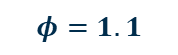 ϕ = 1.1